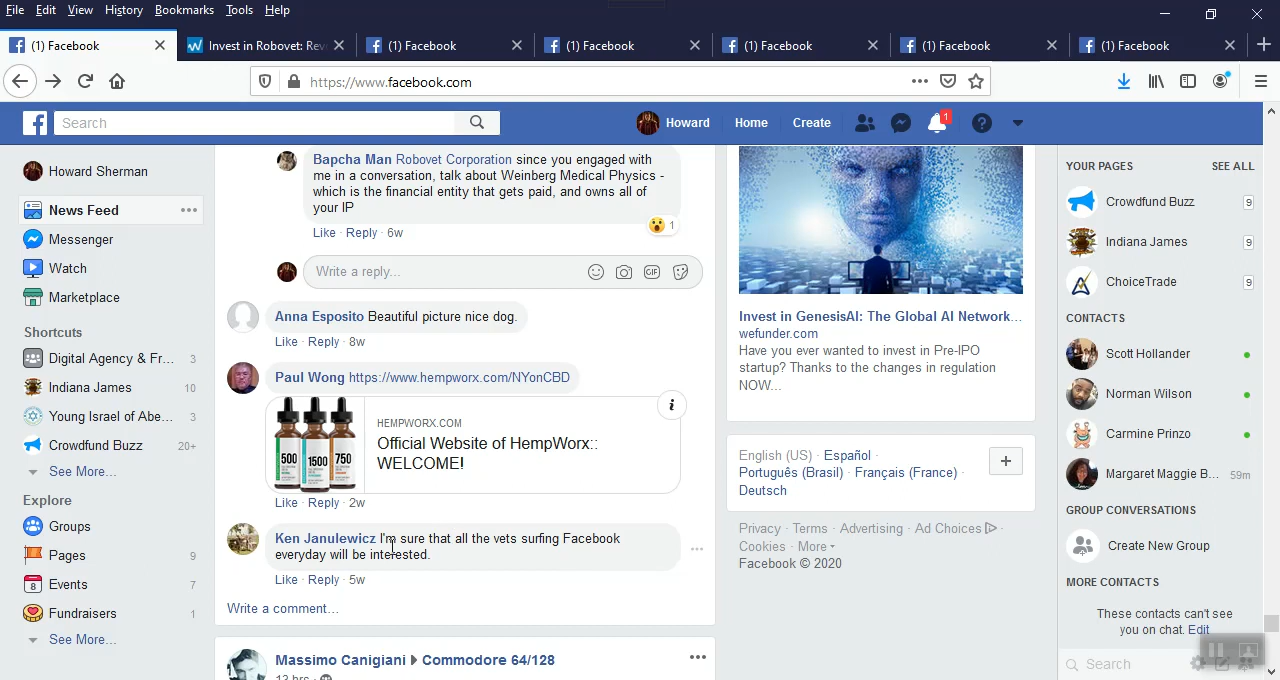 File Edit View History Bookmarks Tools Help
(1) Facebook
Invest in Robovet: Rev
(1) Facebook
(1) Facebook
(1) Facebook
(1) Facebook
(1) Facebook
https://www.facebook.com
Search
Howard
Home
Create
1
Howard Sherman
News Feed
Messenger
Watch
Marketplace
Shortcuts
Digital Agency & Fr... 3
Indiana James 10
Young Israel of Abe... 3
Crowdfund Buzz 20+
See More...
Explore
Groups
Pages 9
Events 7
Fundraisers 1
See More...
Bapcha Man Robovet Corporation since you engaged with
me in a conversation, talk about Weinberg Medical Physics -
which is the financial entity that gets paid, and owns all of
your IP
1
Like · Reply · 6w
Write a reply...
GIF
Anna Esposito Beautiful picture nice dog.
Like · Reply · 8w
Paul Wong https://www.hempworx.com/NYonCBD
500
1500
750
HEMPWORX.COM
Official Website of HempWorx::
WELCOME!
Like · Reply · 2w
Ken Janulewicz I'm sure that all the vets surfing Facebook
everyday will be interested.
Like · Reply · 5w
Write a comment...
Massimo Canigiani ▶ Commodore 64/128
13 hrs ·
Invest in GenesisAI: The Global AI Network...
wefunder.com
Have you ever wanted to invest in Pre-IPO
startup? Thanks to the changes in regulation
NOW...
English (US) · Español ·
Português (Brasil) · Français (France) ·
Deutsch
Privacy · Terms · Advertising · Ad Choices ·
Cookies · More
Facebook © 2020
YOUR PAGES SEE ALL
Crowdfund Buzz 9
Indiana James 9
ChoiceTrade 9
CONTACTS
Scott Hollander
Norman Wilson
Carmine Prinzo
Margaret Maggie B... 59m
GROUP CONVERSATIONS
Create New Group
MORE CONTACTS
These contacts can't see
you on chat. Edit
Search